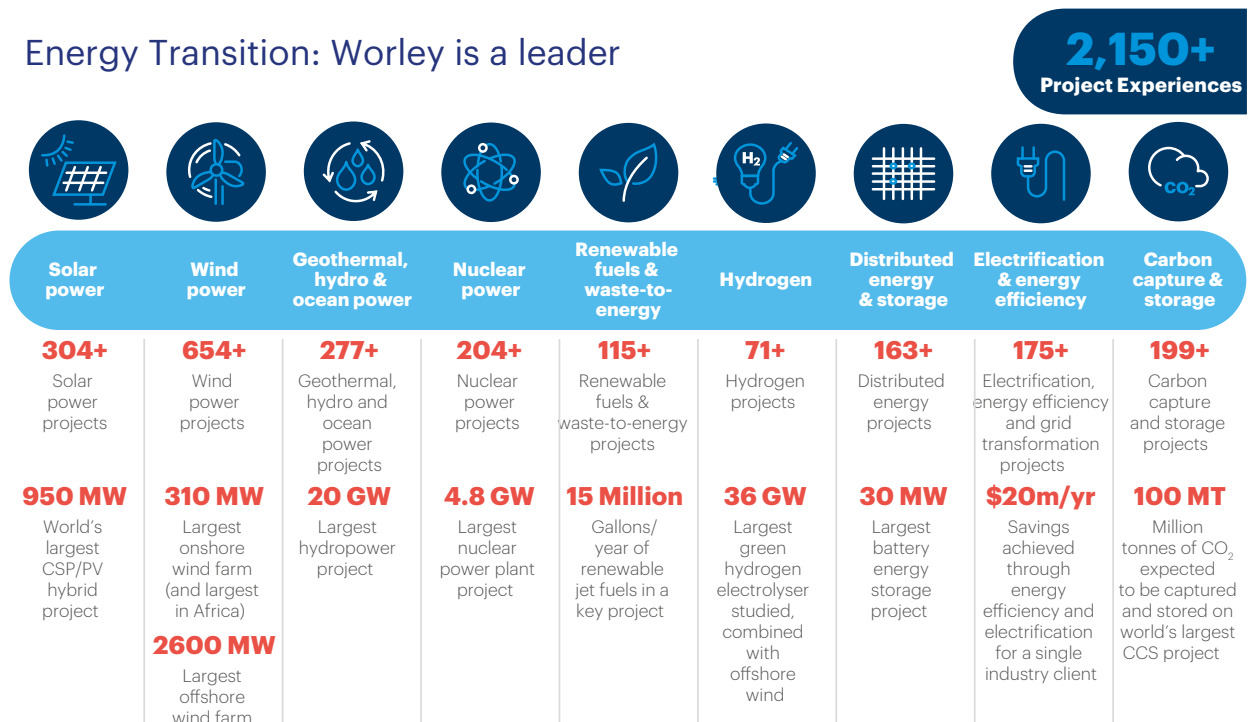 Energy Transition: Worley is a leader
2,150+
Project Experiences
H2
CO2
Solar
power
Wind
power
Geothermal,
hydro &
ocean power
Nuclear
power
Renewable
fuels &
waste-to-
energy
Hydrogen
Distributed
energy
& storage
Electrification
& energy
efficiency
Carbon
capture &
storage
304+
Solar
power
projects
950 MW
World's
largest
CSP/PV
hybrid
project
654+
Wind
power
projects
310 MW
Largest
onshore
wind farm
(and largest
in Africa)
2600 MW
Largest
offshore
wind farm
277+
Geothermal,
hydro and
ocean
power
projects
20 GW
Largest
hydropower
project
204+
Nuclear
power
projects
4.8 GW
Largest
nuclear
power plant
project
115+
Renewable
fuels &
waste-to-energy
projects
15 Million
Gallons/
year of
renewable
jet fuels in a
key project
71+
Hydrogen
projects
36 GW
Largest
green
hydrogen
electrolyser
studied,
combined
with
offshore
wind
163+
Distributed
energy
projects
30 MW
Largest
battery
energy
storage
project
175+
Electrification,
energy efficiency
and grid
transformation
projects
$20m/yr
Savings
achieved
through
energy
efficiency and
electrification
for a single
industry client
199+
Carbon
capture
and storage
projects
100 MT
Million
tonnes of CO2
expected
to be captured
and stored on
world's largest
CCS project